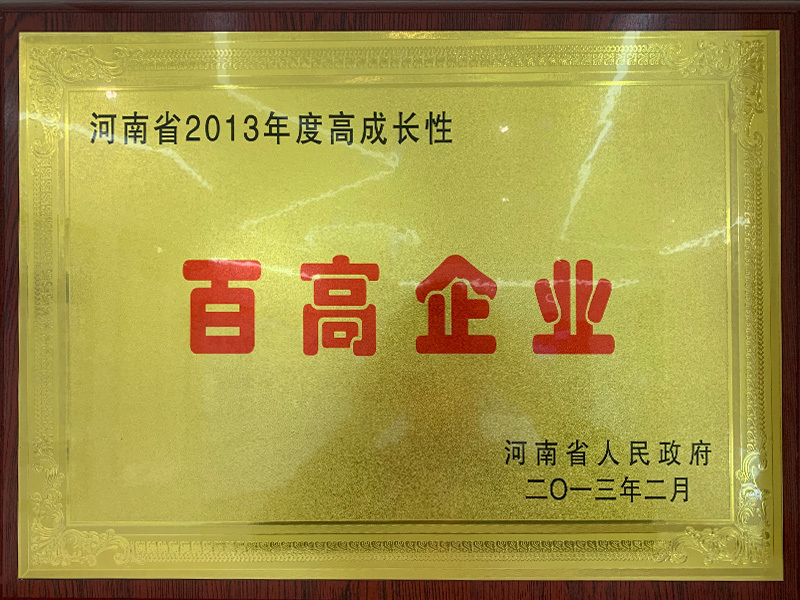 河南省2013年度高成长性
百高企业
河南省人民政府
二〇一三年二月